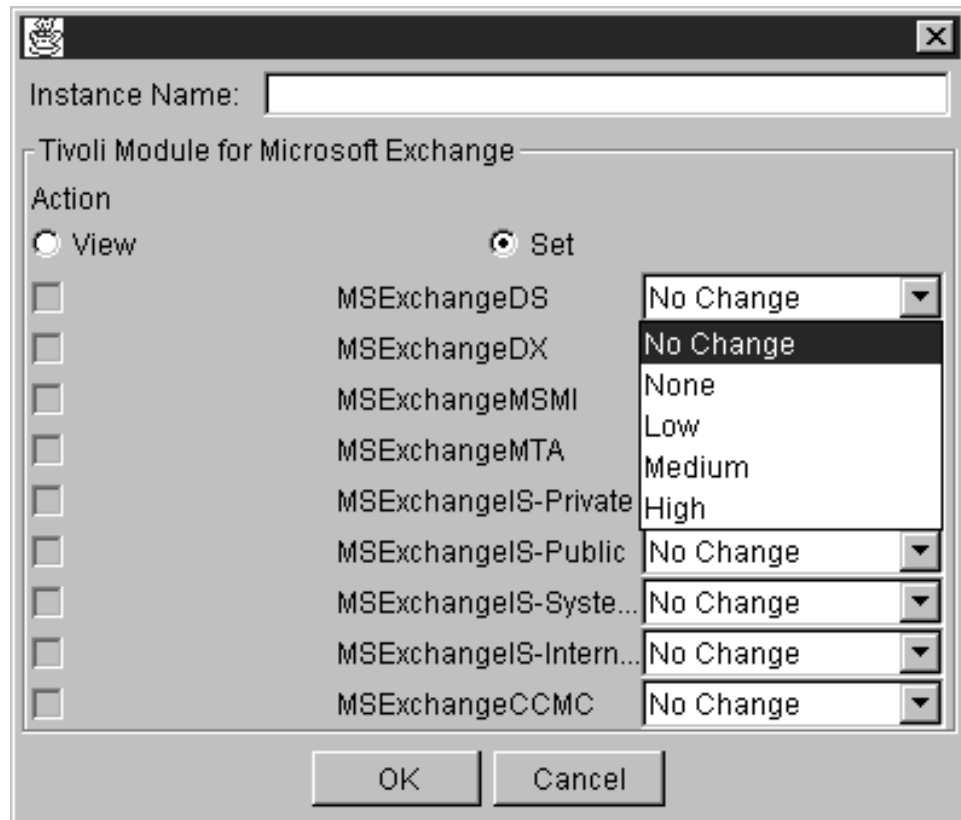 Instance Name:
Tivoli Module for Microsoft Exchange
Action
View Set
MSExchangeDS No Change
MSExchangeDX No Change
None
MSExchangeMSMI
Low
MSExchangeMTA Medium
MSExchangeIS-Private High
MSExchangeIS-Public No Change
MSExchangeIS-Syste... No Change
MSExchangeIS-Intern... No Change
MSExchangeCCMC No Change
OK Cancel